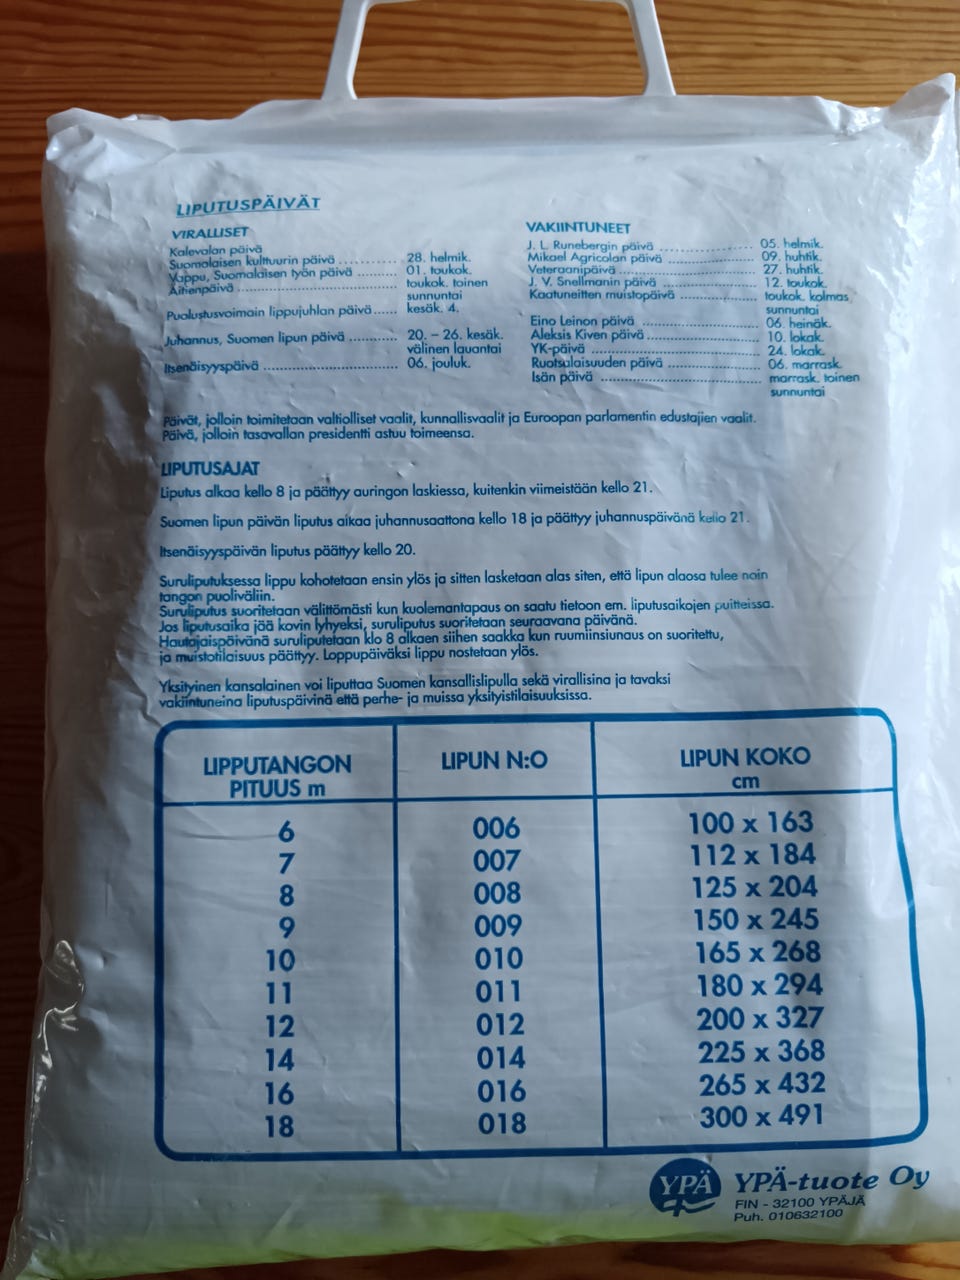 LIPUTUSPÄIVÄT
VIRALLISET
Kalevalan päivä
Suomalaisen kulttuurin päivä .............. 28. helmik.
Vappu, Suomalaisen työn päivä ......... 01. toukok.
Äitienpäivä ........................................ toukok. toinen
sunnuntai
Puolustusvoimain lippujuhlan päivä...... kesäk. 4.
Juhannus, Suomen lipun päivä ............ 20. – 26. kesäk.
välinen lauantai
Itsenäisyyspäivä ................................. 06. jouluk.
VAKIINTUNEET
J. L. Runebergin päivä ....................... 05. helmik.
Mikael Agricolan päivä ..................... 09. huhtik.
Veteraanipäivä ................................. 27. huhtik.
J. V. Snellmanin päivä ...................... 12. toukok.
Kaatuneitten muistopäivä ................... toukok. kolmas
sunnuntai
Eino Leinon päivä ............................. 06. heinäk.
Aleksis Kiven päivä ............................ 10. lokak.
YK-päivä .......................................... 24. lokak.
Ruotsalaisuuden päivä ....................... 06. marrask.
Isän päivä ........................................ marrask. toinen
sunnuntai
Päivät, jolloin toimitetaan valtiolliset vaalit, kunnallisvaalit ja Euroopan parlamentin edustajien vaalit.
Päivä, jolloin tasavallan presidentti astuu toimeensa.
LIPUTUSAJAT
Liputus alkaa kello 8 ja päättyy auringon laskiessa, kuitenkin viimeistään kello 21.
Suomen lipun päivän liputus alkaa juhannusaattona kello 18 ja päättyy juhannuspäivänä kello 21.
Itsenäisyyspäivän liputus päättyy kello 20.
Suruliputuksessa lippu kohotetaan ensin ylös ja sitten lasketaan alas siten, että lipun alaosa tulee noin
tangon puoliväliin.
Suruliputus suoritetaan välittömästi kun kuolemantapaus on saatu tietoon em. liputusaikojen puitteissa.
Jos liputusaika jää kovin lyhyeksi, suruliputus suoritetaan seuraavana päivänä.
Hautajaispäivänä suruliputetaan klo 8 alkaen siihen saakka kun ruumiinsiunaus on suoritettu,
ja muistotilaisuus päättyy. Loppupäiväksi lippu nostetaan ylös.
Yksityinen kansalainen voi liputtaa Suomen kansallislipulla sekä virallisina ja tavaksi
vakiintuneina liputuspäivinä että perhe- ja muissa yksityistilaisuuksissa.
LIPPUTANGON PITUUS m LIPUN N:O LIPUN KOKO cm
6 006 100 x 163
7 007 112 x 184
8 008 125 x 204
9 009 150 x 245
10 010 165 x 268
11 011 180 x 294
12 012 200 x 327
14 014 225 x 368
16 016 265 x 432
18 018 300 x 491
YPÄ YPÄ-tuote Oy
FIN - 32100 YPÄJÄ
Puh. 010632100